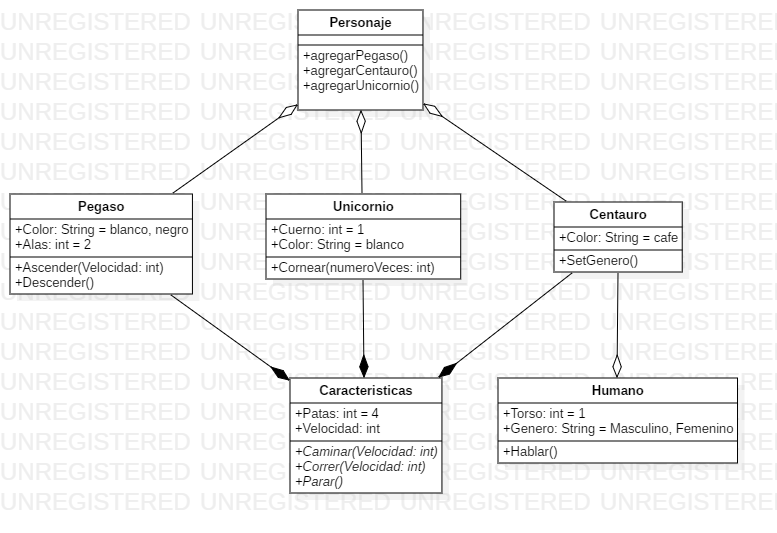 Personaje
+agregarPegaso()
+agregarCentauro()
+agregarUnicornio()
Pegaso
+Color: String = blanco, negro
+Alas: int = 2
+Ascender(Velocidad: int)
+Descender()
Unicornio
+Cuerno: int = 1
+Color: String = blanco
+Cornear(numeroVeces: int)
Centauro
+Color: String = cafe
+SetGenero()
Caracteristicas
+Patas: int = 4
+Velocidad: int
+Caminar(Velocidad: int)
+Correr(Velocidad: int)
+Parar()
Humano
+Torso: int = 1
+Genero: String = Masculino, Femenino
+Hablar()
UNREGISTERED